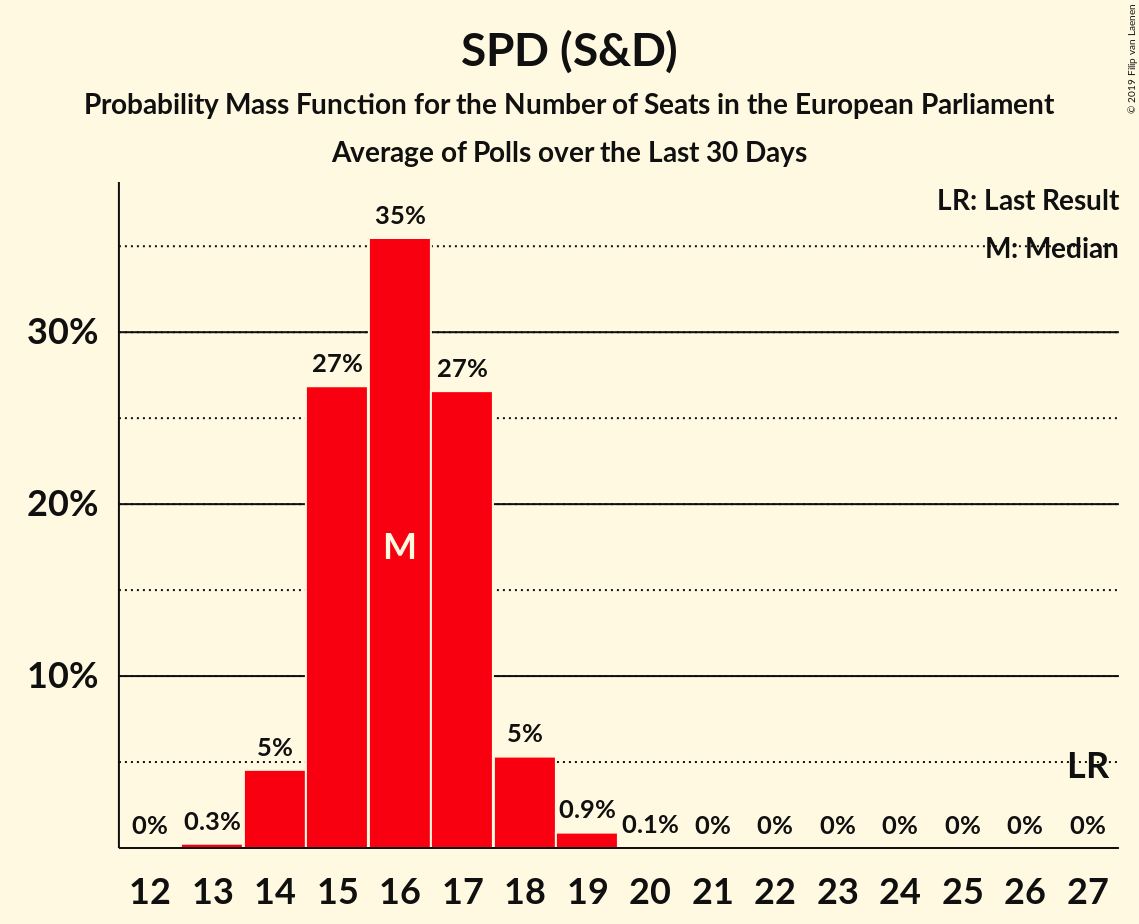 SPD (S&D)
Probability Mass Function for the Number of Seats in the European Parliament
Average of Polls over the Last 30 Days
© 2019 Filip van Laenen
LR: Last Result
M: Median
35%
30%
27%
27%
20%
M
10%
5%
5%
LR
0%
0.3%
0.9%
0.1%
0%
0%
0%
0%
0%
0%
0%
12 13 14 15 16 17 18 19 20 21 22 23 24 25 26 27